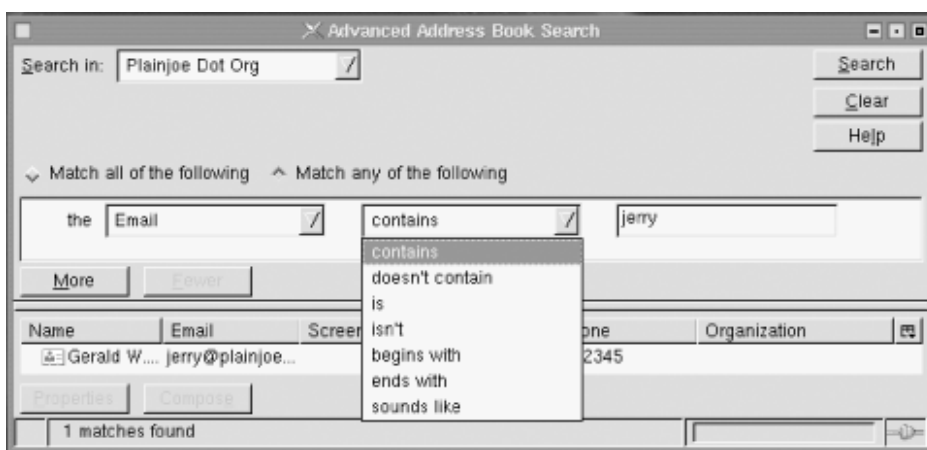 Advanced Address Book Search
Search in: Plainjoe Dot Org
Search
Clear
Help
Match all of the following Match any of the following
the Email contains jerry
contains
doesn't contain
is
isn't
begins with
ends with
sounds like
More Fewer
Name Email Screen one Organization
Gerald W.... jerry@plainjoe... 2345
Properties Compose
1 matches found